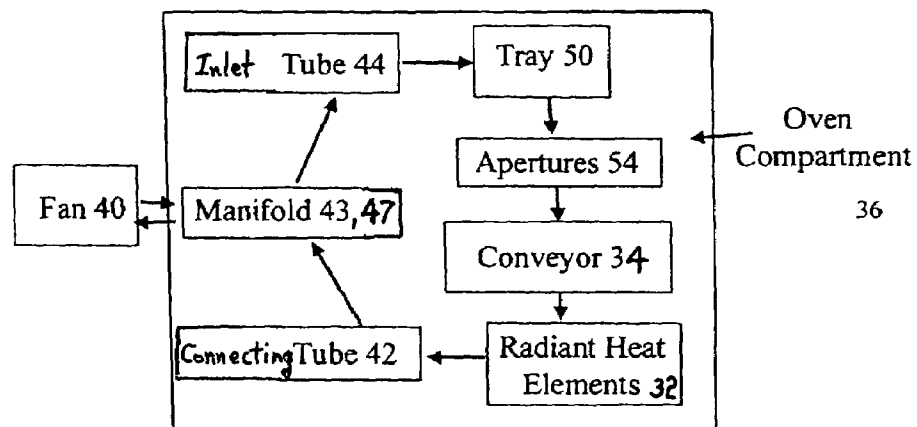 Inlet Tube 44
Tray 50
Oven
Compartment
36
Apertures 54
Fan 40
Manifold 43,47
Conveyor 34
Connecting Tube 42
Radiant Heat
Elements 32